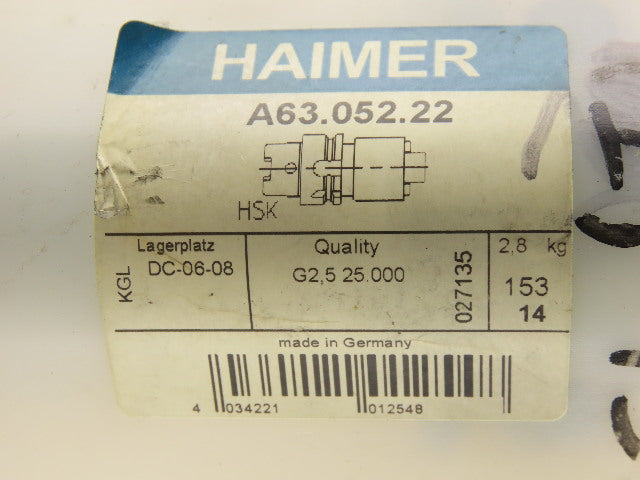 HAIMER
A63.052.22
HSK
KGL
Lagerplatz
DC-06-08
Quality
G2,5 25.000
027135
2,8 kg
153
14
made in Germany
4 034221 012548